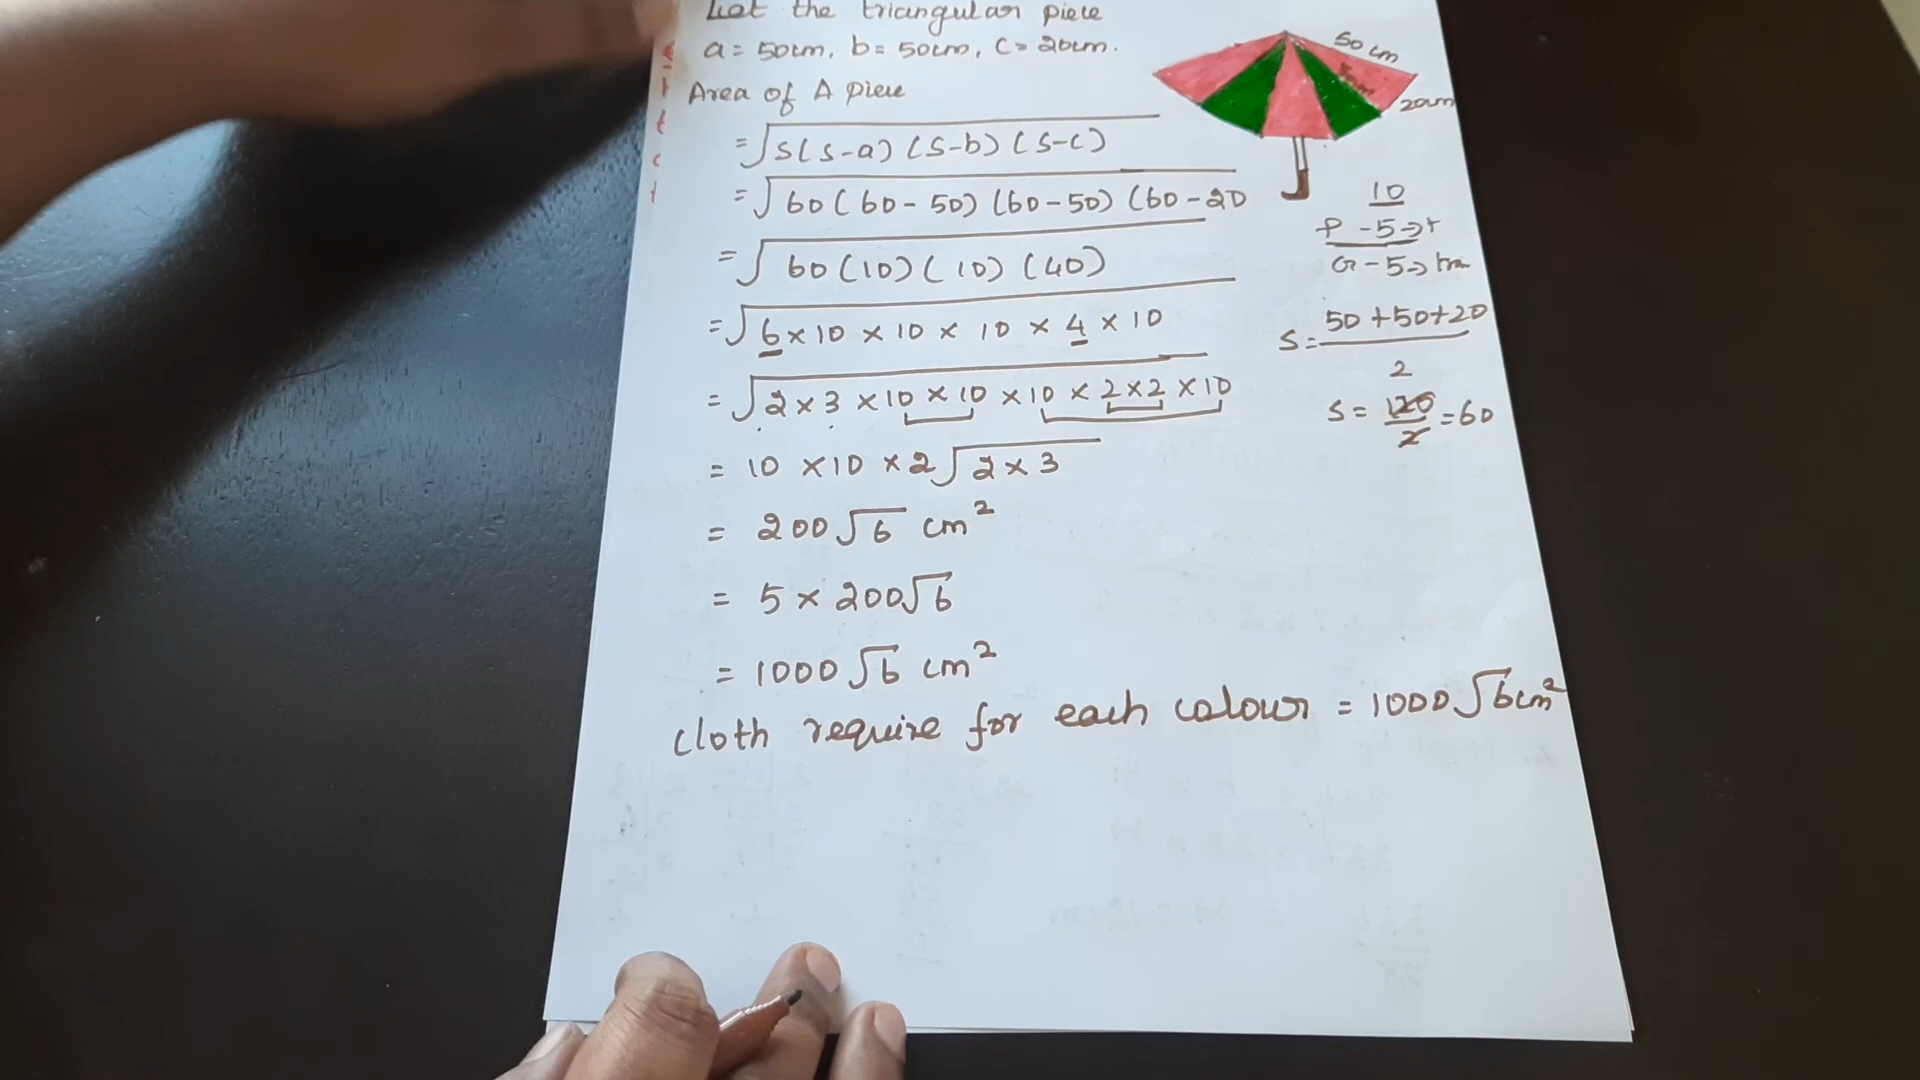 the triangular piece
a = 50cm, b = 50cm, c = 20cm.
Area of A piece
= √s(s-a)(s-b)(s-c)
= √60(60-50)(60-50)(60-20
= √60(10)(10)(40)
= √6×10×10×10×4×10
= √2×3×10×10×10×2×2×10
= 10×10×2√2×3
= 200√6 cm²
= 5×200√6
= 1000√6 cm²
cloth require for each colour = 1000√6cm²
50cm
20cm
10
P-5→
G-5→
s = 50+50+20
2
s = 120/2 = 60